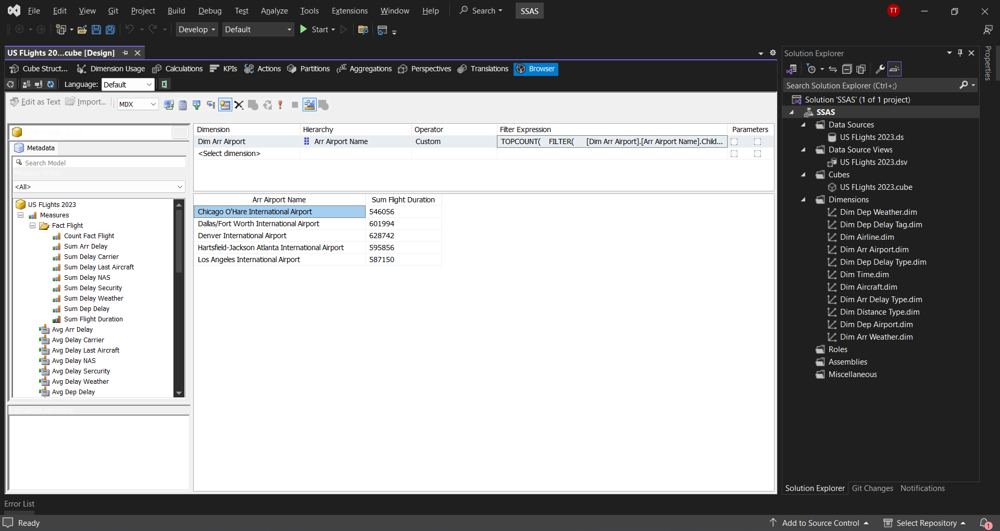 File Edit View Git Project Build Debug Test Analyze Tools Extensions Window Help Search SSAS TT
Develop Default Start
US FLights 20...cube [Design]
Cube Struct... Dimension Usage Calculations KPIs Actions Partitions Aggregations Perspectives Translations Browser
Language: Default
Edit as Text Import... MDX
Metadata
Search Model
Measure Group:
<All>
US FLights 2023
Measures
Fact Flight
Count Fact Flight
Sum Arr Delay
Sum Delay Carrier
Sum Delay Last Aircraft
Sum Delay NAS
Sum Delay Security
Sum Delay Weather
Sum Dep Delay
Sum Flight Duration
Avg Arr Delay
Avg Delay Carrier
Avg Delay Last Aircraft
Avg Delay NAS
Avg Delay Sercurity
Avg Delay Weather
Avg Dep Delay
Calculated Members
Dimension Hierarchy Operator Filter Expression Parameters
Dim Arr Airport Arr Airport Name Custom TOPCOUNT( FILTER( [Dim Arr Airport].[Arr Airport Name].Child...
<Select dimension>
Arr Airport Name Sum Flight Duration
Chicago O'Hare International Airport 546056
Dallas/Fort Worth International Airport 601994
Denver International Airport 628742
Hartsfield-Jackson Atlanta International Airport 595856
Los Angeles International Airport 587150
Solution Explorer
Search Solution Explorer (Ctrl+;)
Solution 'SSAS' (1 of 1 project)
SSAS
Data Sources
US FLights 2023.ds
Data Source Views
US FLights 2023.dsv
Cubes
US FLights 2023.cube
Dimensions
Dim Dep Weather.dim
Dim Dep Delay Tag.dim
Dim Airline.dim
Dim Arr Airport.dim
Dim Dep Delay Type.dim
Dim Time.dim
Dim Aircraft.dim
Dim Arr Delay Type.dim
Dim Distance Type.dim
Dim Dep Airport.dim
Dim Arr Weather.dim
Roles
Assemblies
Miscellaneous
Solution Explorer Git Changes Notifications
Properties
Error List
Ready Add to Source Control Select Repository 1